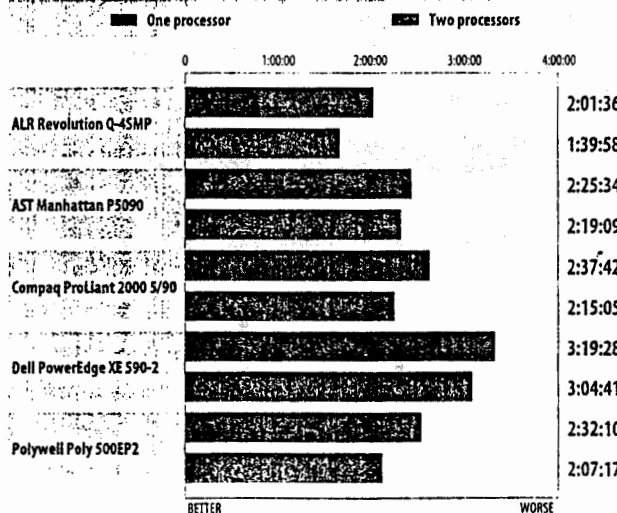 One processor Two processors
0 1:00:00 2:00:00 3:00:00 4:00:00
2:01:36
ALR Revolution Q-4SMP
1:39:58
2:25:34
AST Manhattan P5090
2:19:09
2:37:42
Compaq ProLiant 2000 5/90
2:15:05
3:19:28
Dell PowerEdge XE 590-2
3:04:41
2:32:10
Polywell Poly 500EP2
2:07:17
BETTER WORSE